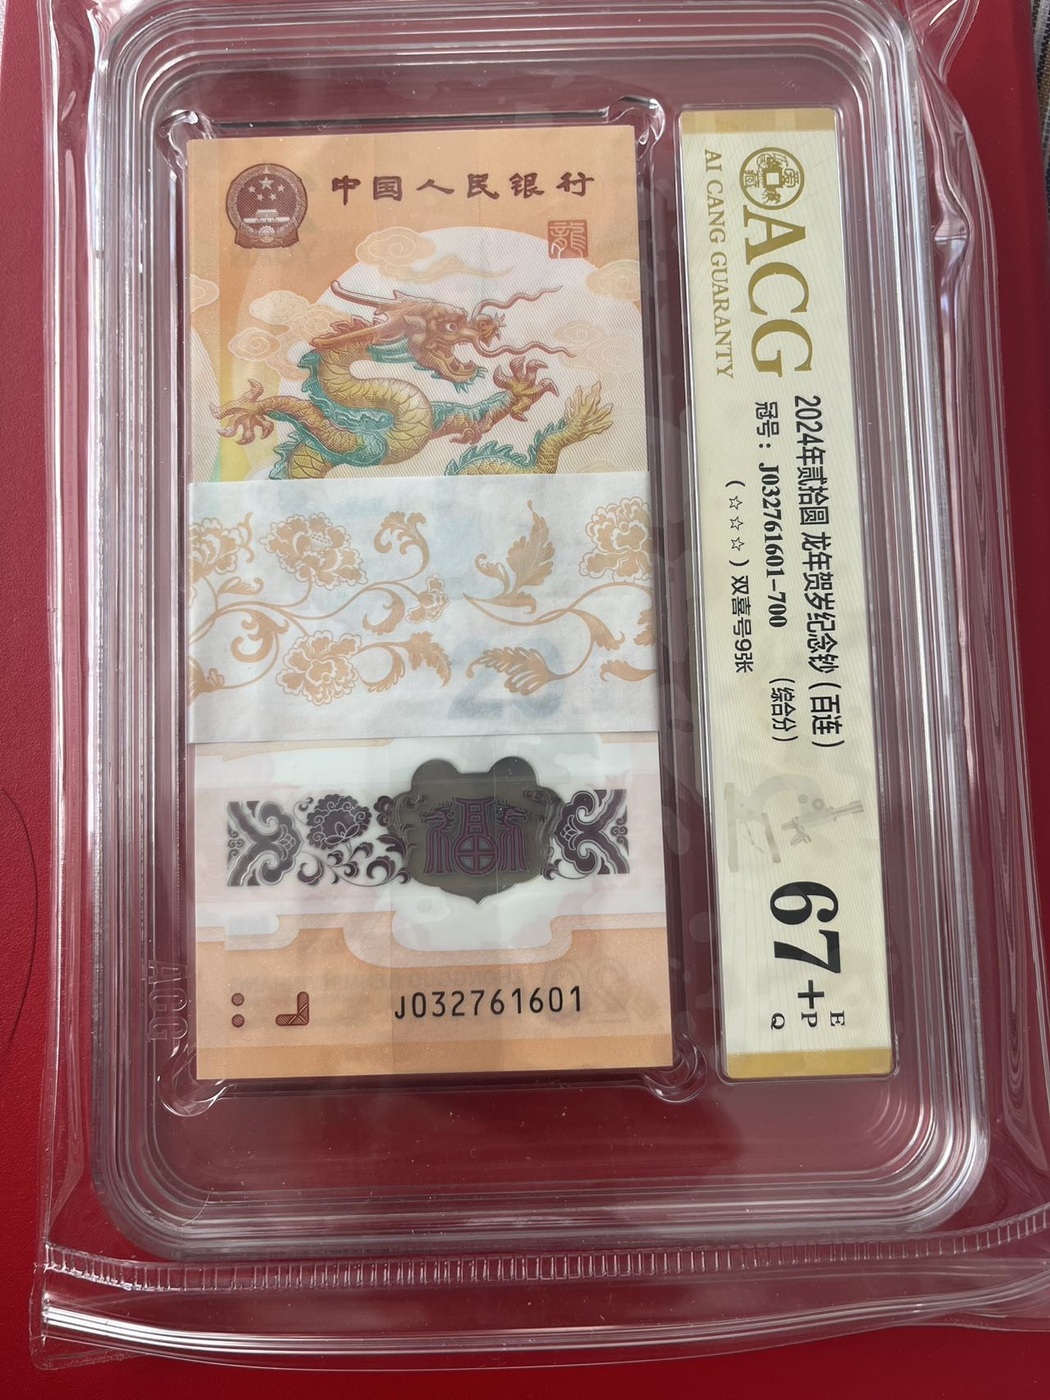 中国人民银行
龍
J032761601
ACG
AI CANG GUARANTY
2024年贰拾圆 龙年贺岁纪念钞（百连）
冠号：J032761601-700 （综合分）
（☆☆☆）双喜号9张
67+
E
P
Q
ACG